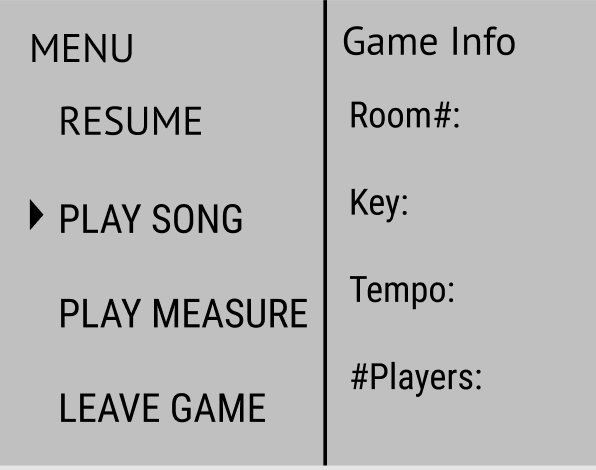 MENU
RESUME
PLAY SONG
PLAY MEASURE
LEAVE GAME
Game Info
Room#:
Key:
Tempo:
#Players: